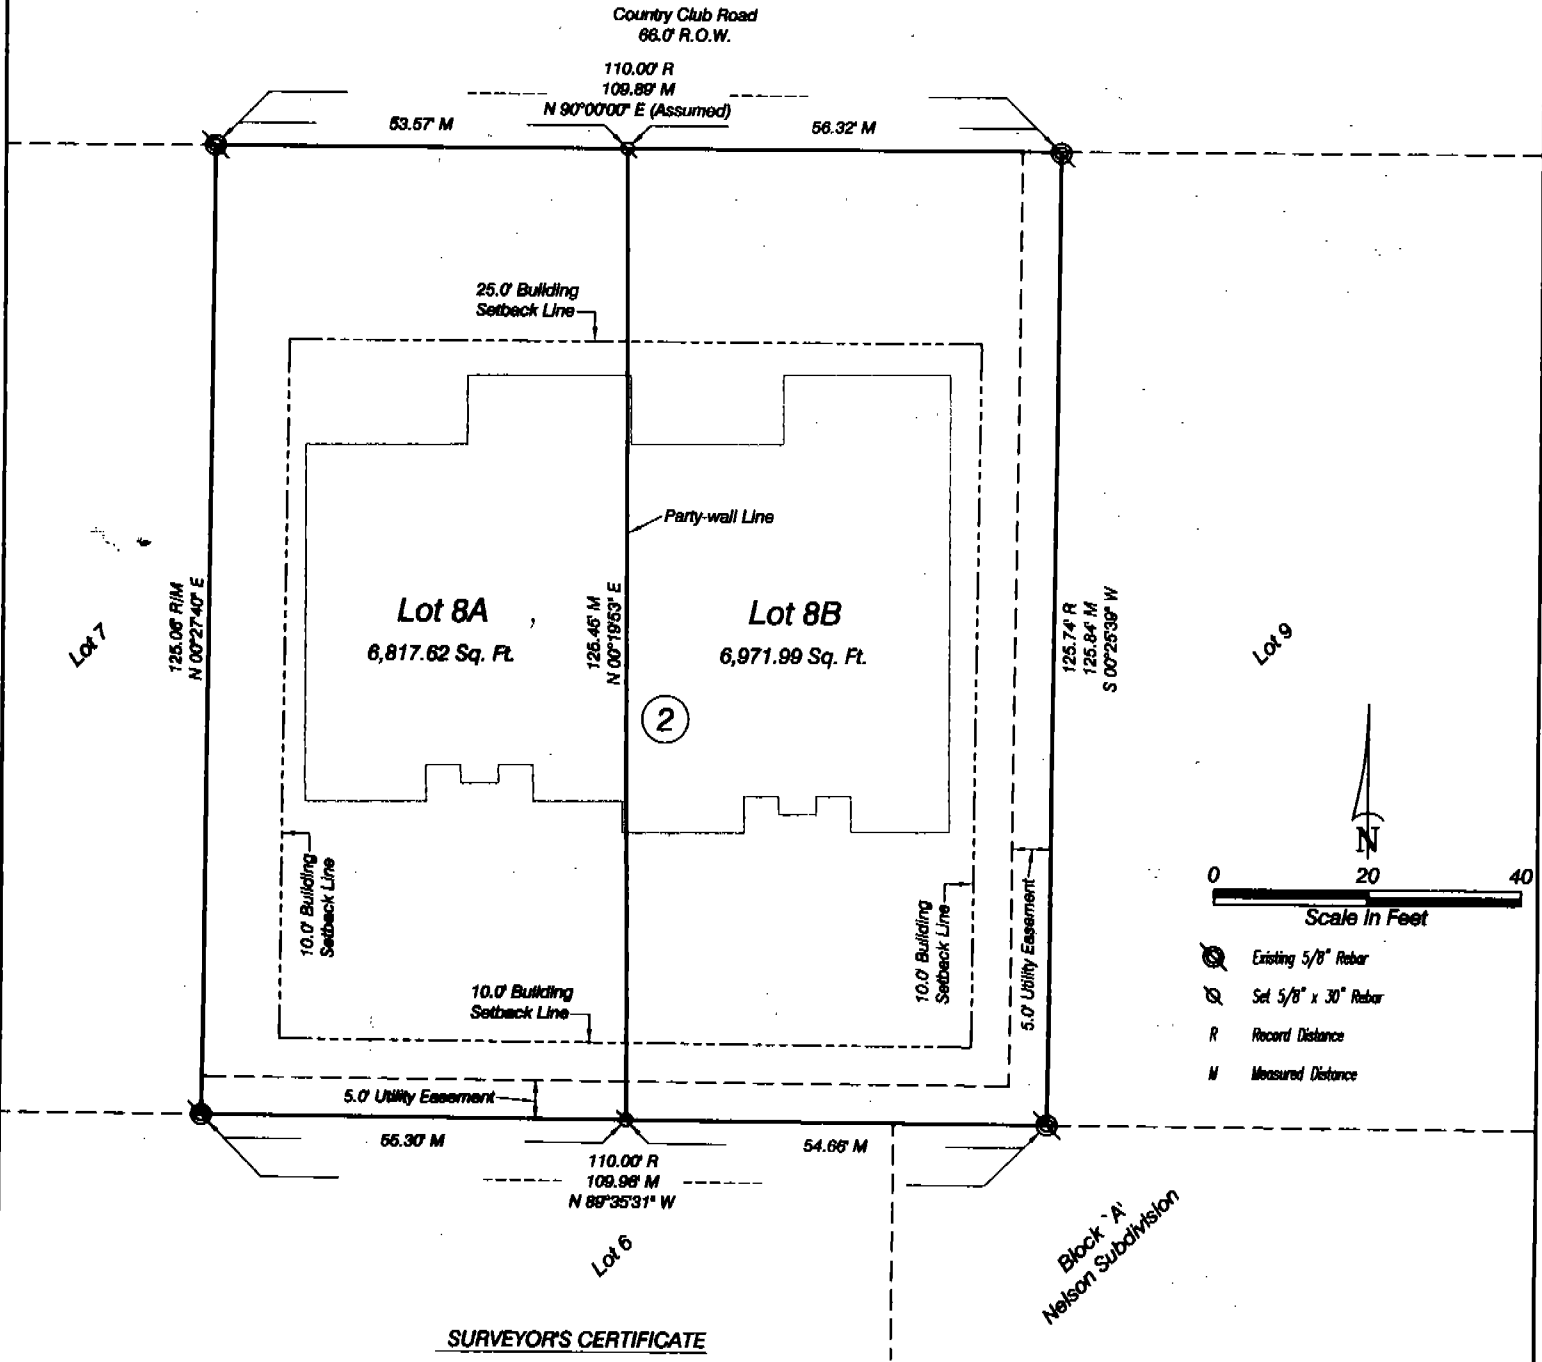 Country Club Road
66.0' R.O.W.
110.00' R
109.89' M
N 90°00'00" E (Assumed)
53.57' M
56.32' M
25.0' Building
Setback Line
Party-wall Line
Lot 8A
6,817.62 Sq. Ft.
Lot 8B
6,971.99 Sq. Ft.
2
125.06' R/M
N 00°27'40" E
125.45' M
N 00°19'53" E
125.74' R
125.84' M
S 00°25'39" W
Lot 7
Lot 9
N
0 20 40
Scale in Feet
Existing 5/8" Rebar
Set 5/8" x 30" Rebar
R Record Distance
M Measured Distance
10.0' Building
Setback Line
10.0' Building
Setback Line
5.0' Utility Easement
10.0' Building
Setback Line
5.0' Utility Easement
55.30' M
54.66' M
110.00' R
109.96' M
N 89°35'31" W
Lot 6
Block `A'
Nelson Subdivision
SURVEYOR'S CERTIFICATE